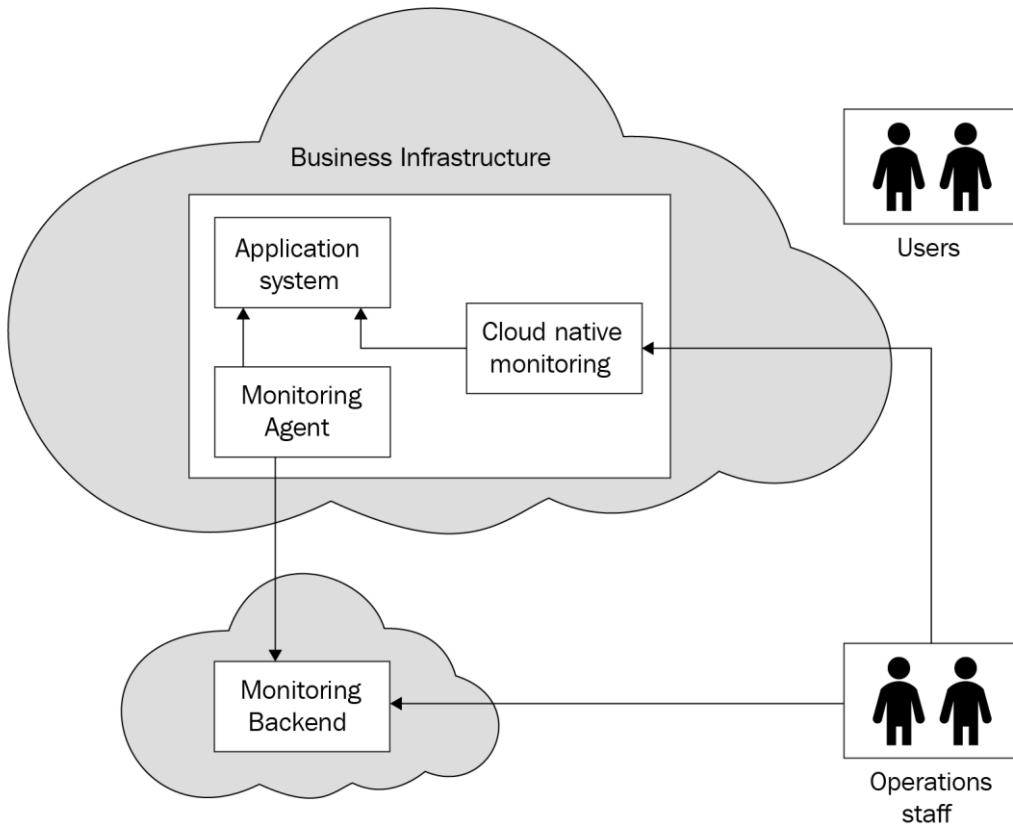 Business Infrastructure
Application
system
Cloud native
monitoring
Monitoring
Agent
Users
Monitoring
Backend
Operations
staff